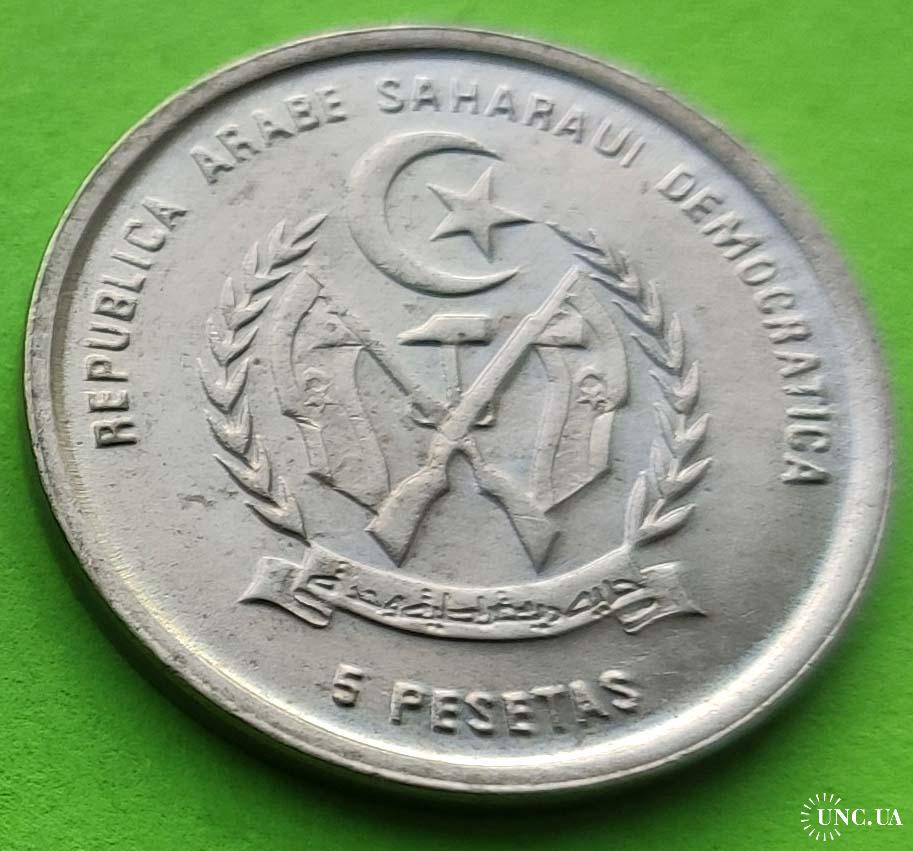 REPUBLICA ARABE SAHARAUI DEMOCRATICA
5 PESETAS
UNC.UA